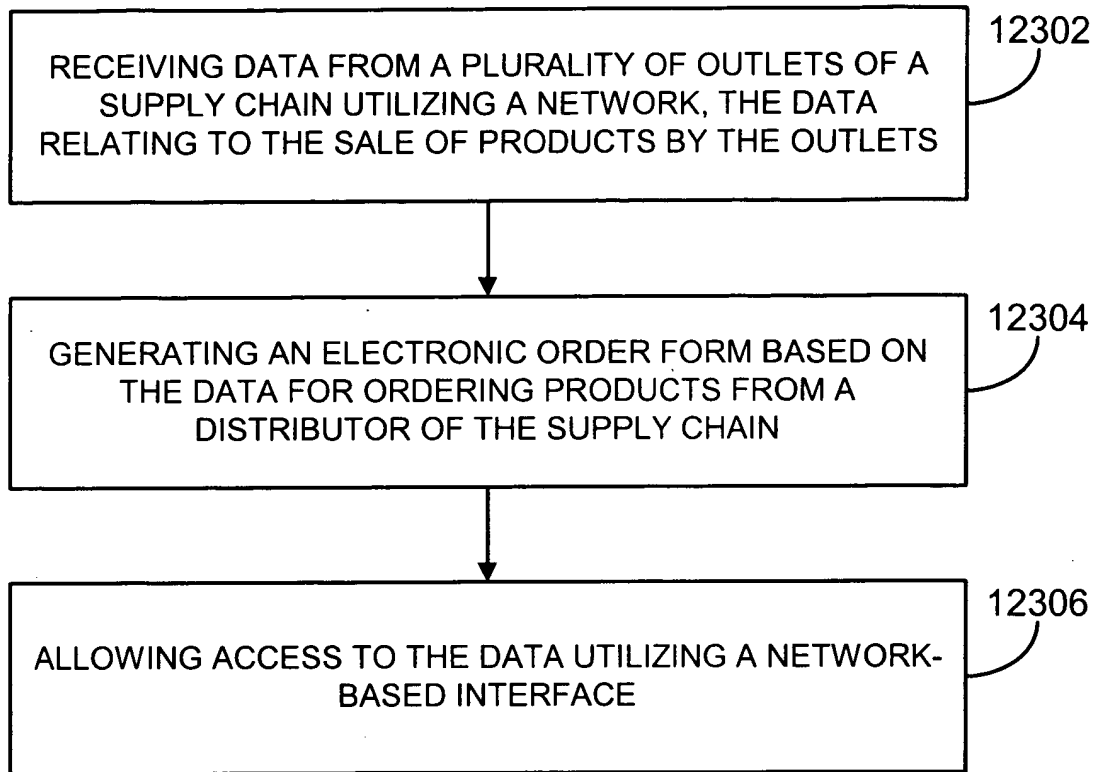 12302
RECEIVING DATA FROM A PLURALITY OF OUTLETS OF A
SUPPLY CHAIN UTILIZING A NETWORK, THE DATA
RELATING TO THE SALE OF PRODUCTS BY THE OUTLETS
12304
GENERATING AN ELECTRONIC ORDER FORM BASED ON
THE DATA FOR ORDERING PRODUCTS FROM A
DISTRIBUTOR OF THE SUPPLY CHAIN
12306
ALLOWING ACCESS TO THE DATA UTILIZING A NETWORK-
BASED INTERFACE